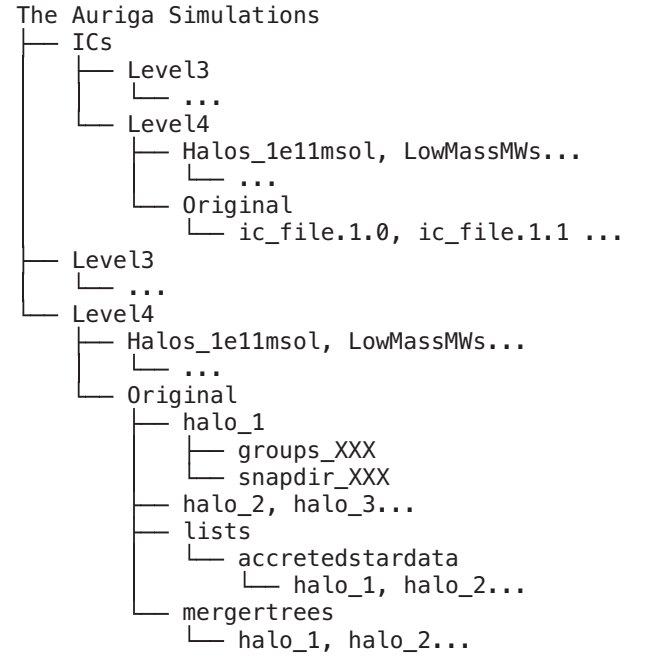 The Auriga Simulations
├── ICs
│   ├── Level3
│   │   └── ...
│   └── Level4
│       ├── Halos_1e11msol, LowMassMWs...
│       │   └── ...
│       └── Original
│           └── ic_file.1.0, ic_file.1.1 ...
├── Level3
│   └── ...
└── Level4
    ├── Halos_1e11msol, LowMassMWs...
    │   └── ...
    └── Original
        ├── halo_1
        │   ├── groups_XXX
        │   └── snapdir_XXX
        ├── halo_2, halo_3...
        ├── lists
        │   └── accretedstardata
        │       └── halo_1, halo_2...
        └── mergertrees
            └── halo_1, halo_2...